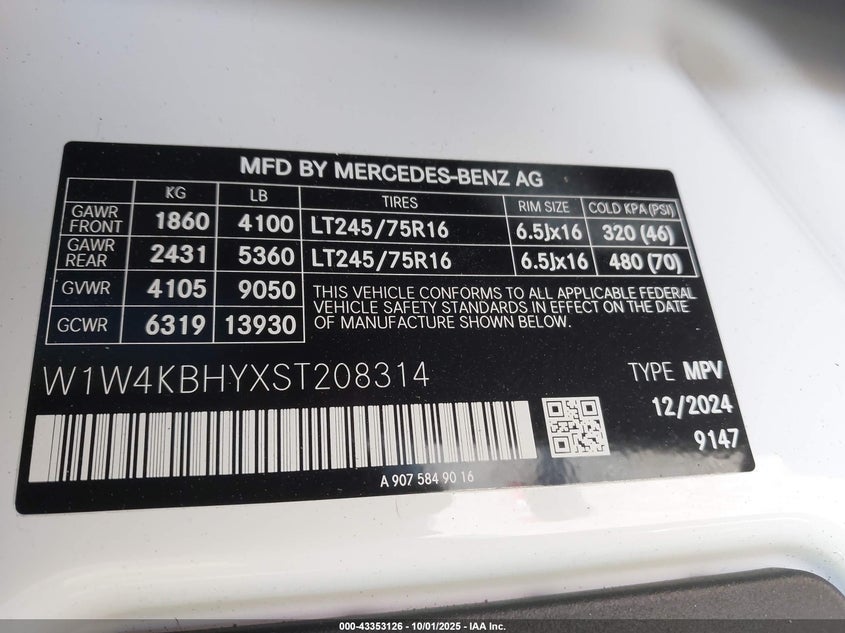 MFD BY MERCEDES-BENZ AG
KG LB TIRES RIM SIZE COLD KPA (PSI)
GAWR FRONT 1860 4100 LT245/75R16 6.5Jx16 320 (46)
GAWR REAR 2431 5360 LT245/75R16 6.5Jx16 480 (70)
GVWR 4105 9050
GCWR 6319 13930
THIS VEHICLE CONFORMS TO ALL APPLICABLE FEDERAL
VEHICLE SAFETY STANDARDS IN EFFECT ON THE DATE
OF MANUFACTURE SHOWN BELOW.
W1W4KBHYXST208314
TYPE MPV
12/2024
9147
A 907 584 90 16
000-43353126 - 10/01/2025 - IAA Inc.